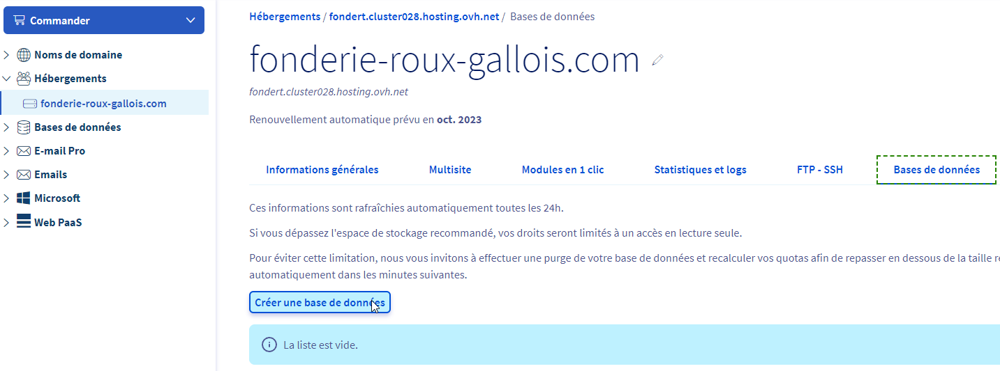 Commander
Noms de domaine
Hébergements
fonderie-roux-gallois.com
Bases de données
E-mail Pro
Emails
Microsoft
Web PaaS
Hébergements / fondert.cluster028.hosting.ovh.net / Bases de données
fonderie-roux-gallois.com
fondert.cluster028.hosting.ovh.net
Renouvellement automatique prévu en oct. 2023
Informations générales Multisite Modules en 1 clic Statistiques et logs FTP - SSH Bases de données
Ces informations sont rafraîchies automatiquement toutes les 24h.
Si vous dépassez l'espace de stockage recommandé, vos droits seront limités à un accès en lecture seule.
Pour éviter cette limitation, nous vous invitons à effectuer une purge de votre base de données et recalculer vos quotas afin de repasser en dessous de la taille
automatiquement dans les minutes suivantes.
Créer une base de données
La liste est vide.